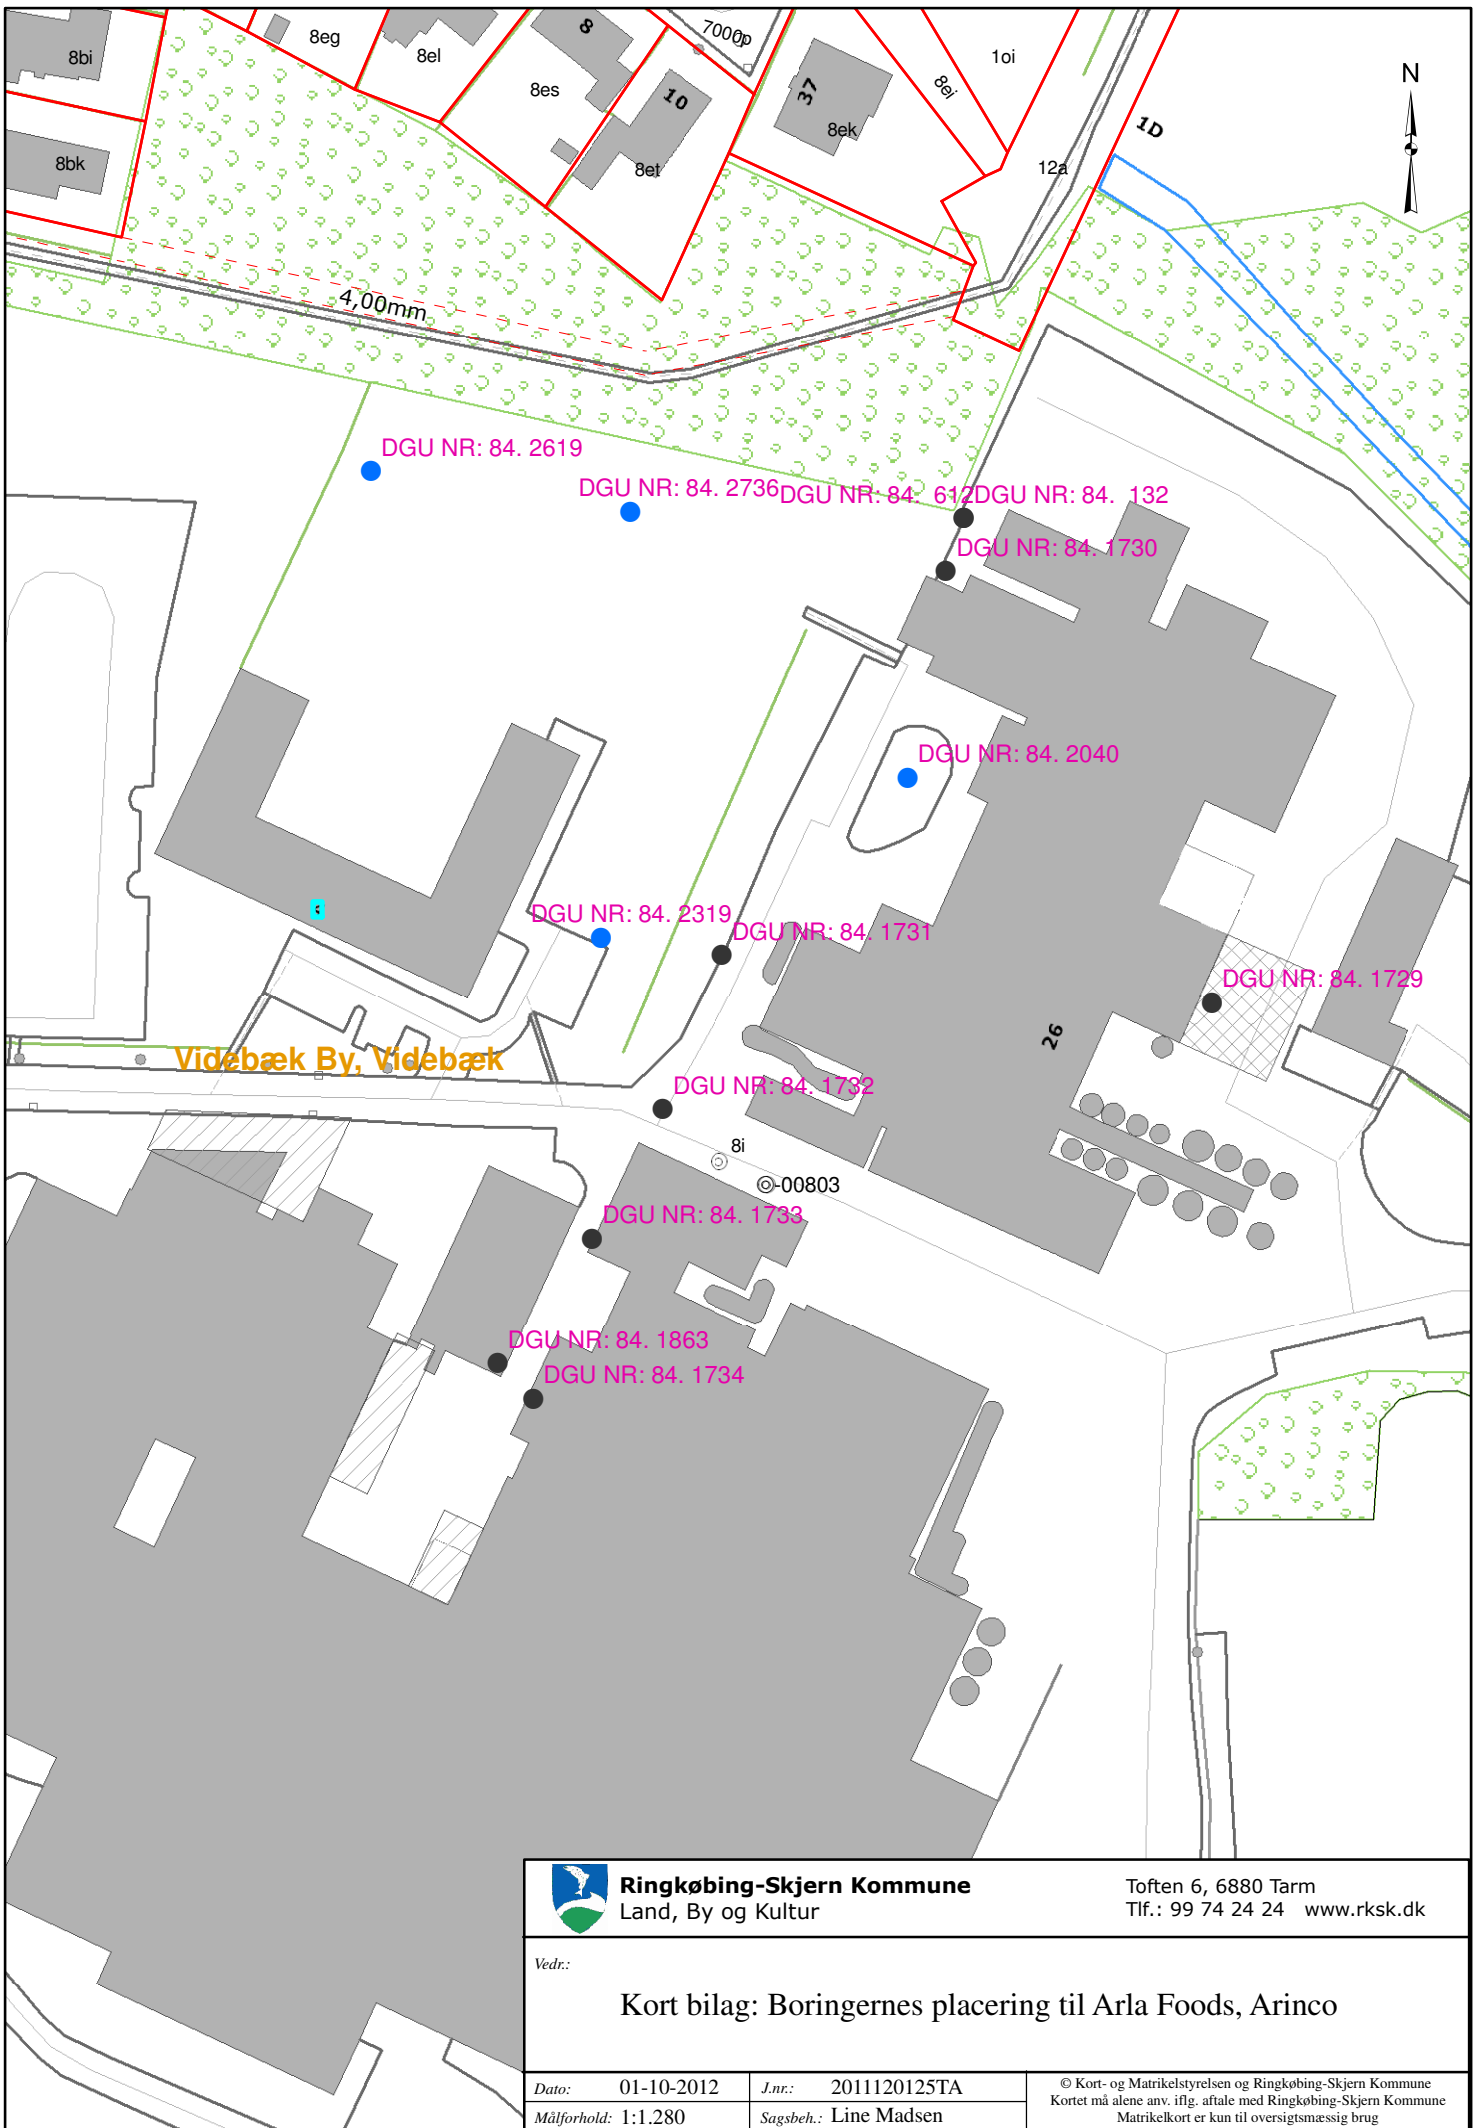 8bi
8eg
8el
8
7000p
1oi
8es
10
37
8ei
8ek
N
1D
8bk
8et
12a
4,00mm
DGU NR: 84. 2619
DGU NR: 84. 2736
DGU NR: 84. 612
DGU NR: 84. 132
DGU NR: 84. 1730
DGU NR: 84. 2040
DGU NR: 84. 2319
DGU NR: 84. 1731
DGU NR: 84. 1729
26
Videbæk By, Videbæk
DGU NR: 84. 1732
8i
-00803
DGU NR: 84. 1733
DGU NR: 84. 1863
DGU NR: 84. 1734
Ringkøbing-Skjern Kommune
Land, By og Kultur
Toften 6, 6880 Tarm
Tlf.: 99 74 24 24 www.rksk.dk
Vedr.:
Kort bilag: Boringernes placering til Arla Foods, Arinco
Dato: 01-10-2012
J.nr.: 2011120125TA
Målforhold: 1:1.280
Sagsbeh.: Line Madsen
© Kort- og Matrikelstyrelsen og Ringkøbing-Skjern Kommune
Kortet må alene anv. iflg. aftale med Ringkøbing-Skjern Kommune
Matrikelkort er kun til oversigtsmæssig brug